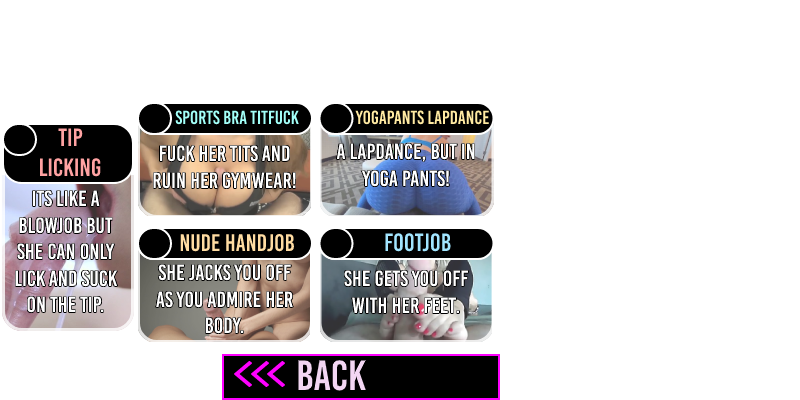 TIP
LICKING
ITS LIKE A
BLOWJOB BUT
SHE CAN ONLY
LICK AND SUCK
ON THE TIP.
SPORTS BRA TITFUCK
FUCK HER TITS AND
RUIN HER GYMWEAR!
YOGAPANTS LAPDANCE
A LAPDANCE, BUT IN
YOGA PANTS!
NUDE HANDJOB
SHE JACKS YOU OFF
AS YOU ADMIRE HER
BODY.
FOOTJOB
SHE GETS YOU OFF
WITH HER FEET.
<<< BACK